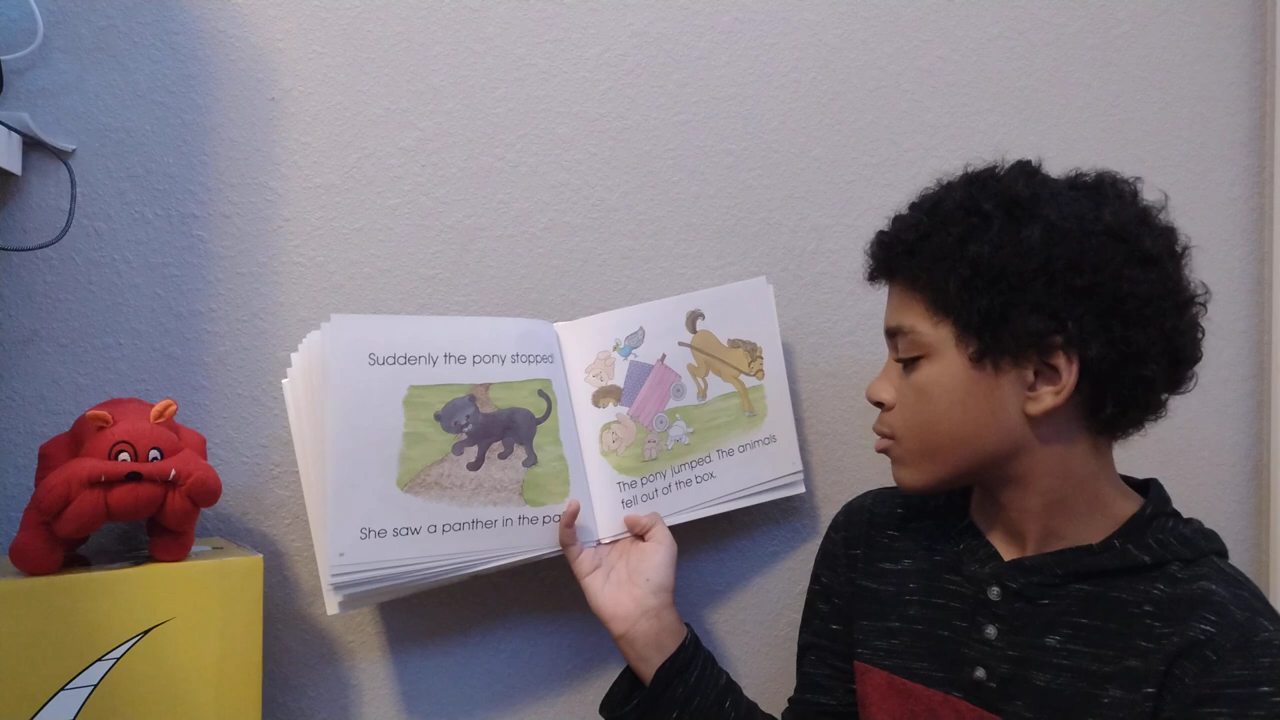 Suddenly the pony stopped
She saw a panther in the pa
The pony jumped. The animals
fell out of the box.